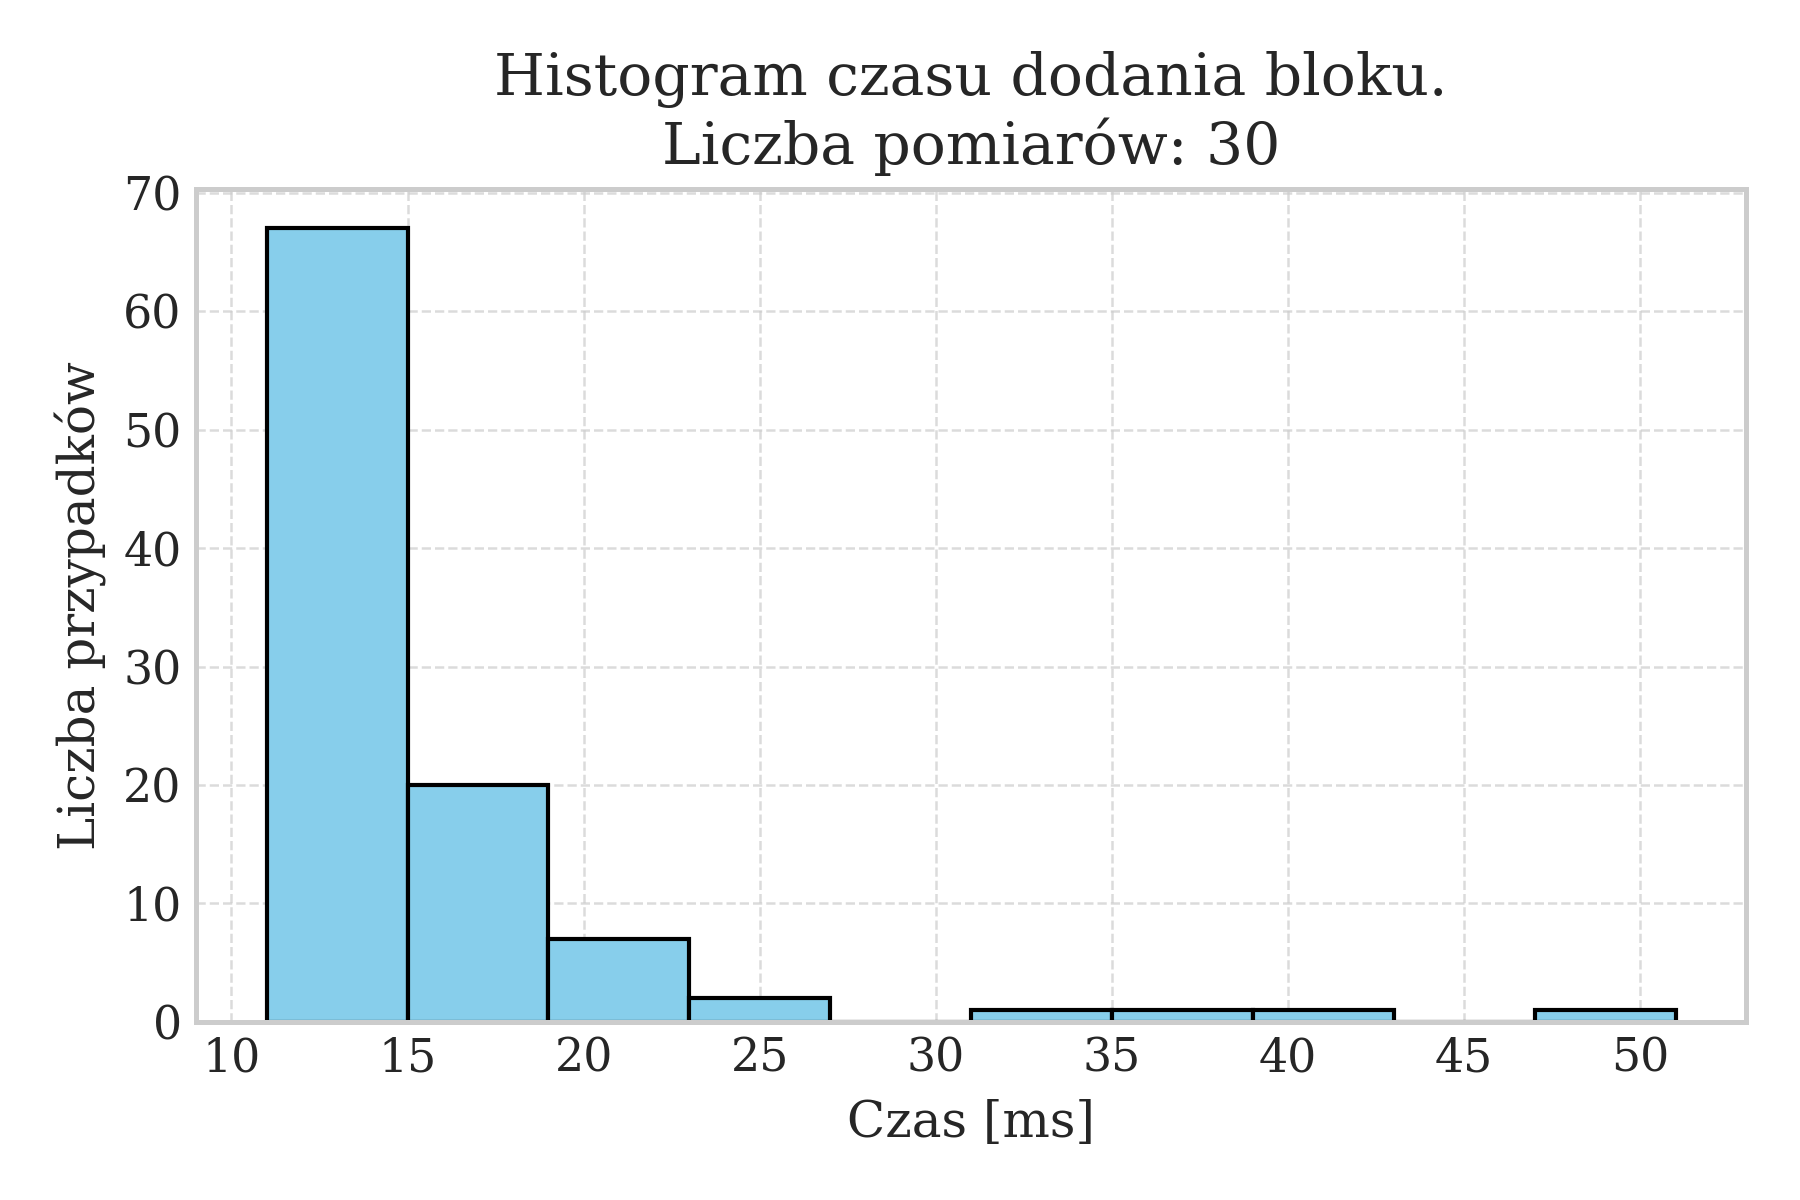 Histogram czasu dodania bloku.
Liczba pomiarów: 30
Liczba przypadków
70
60
50
40
30
20
10
0
10 15 20 25 30 35 40 45 50
Czas [ms]